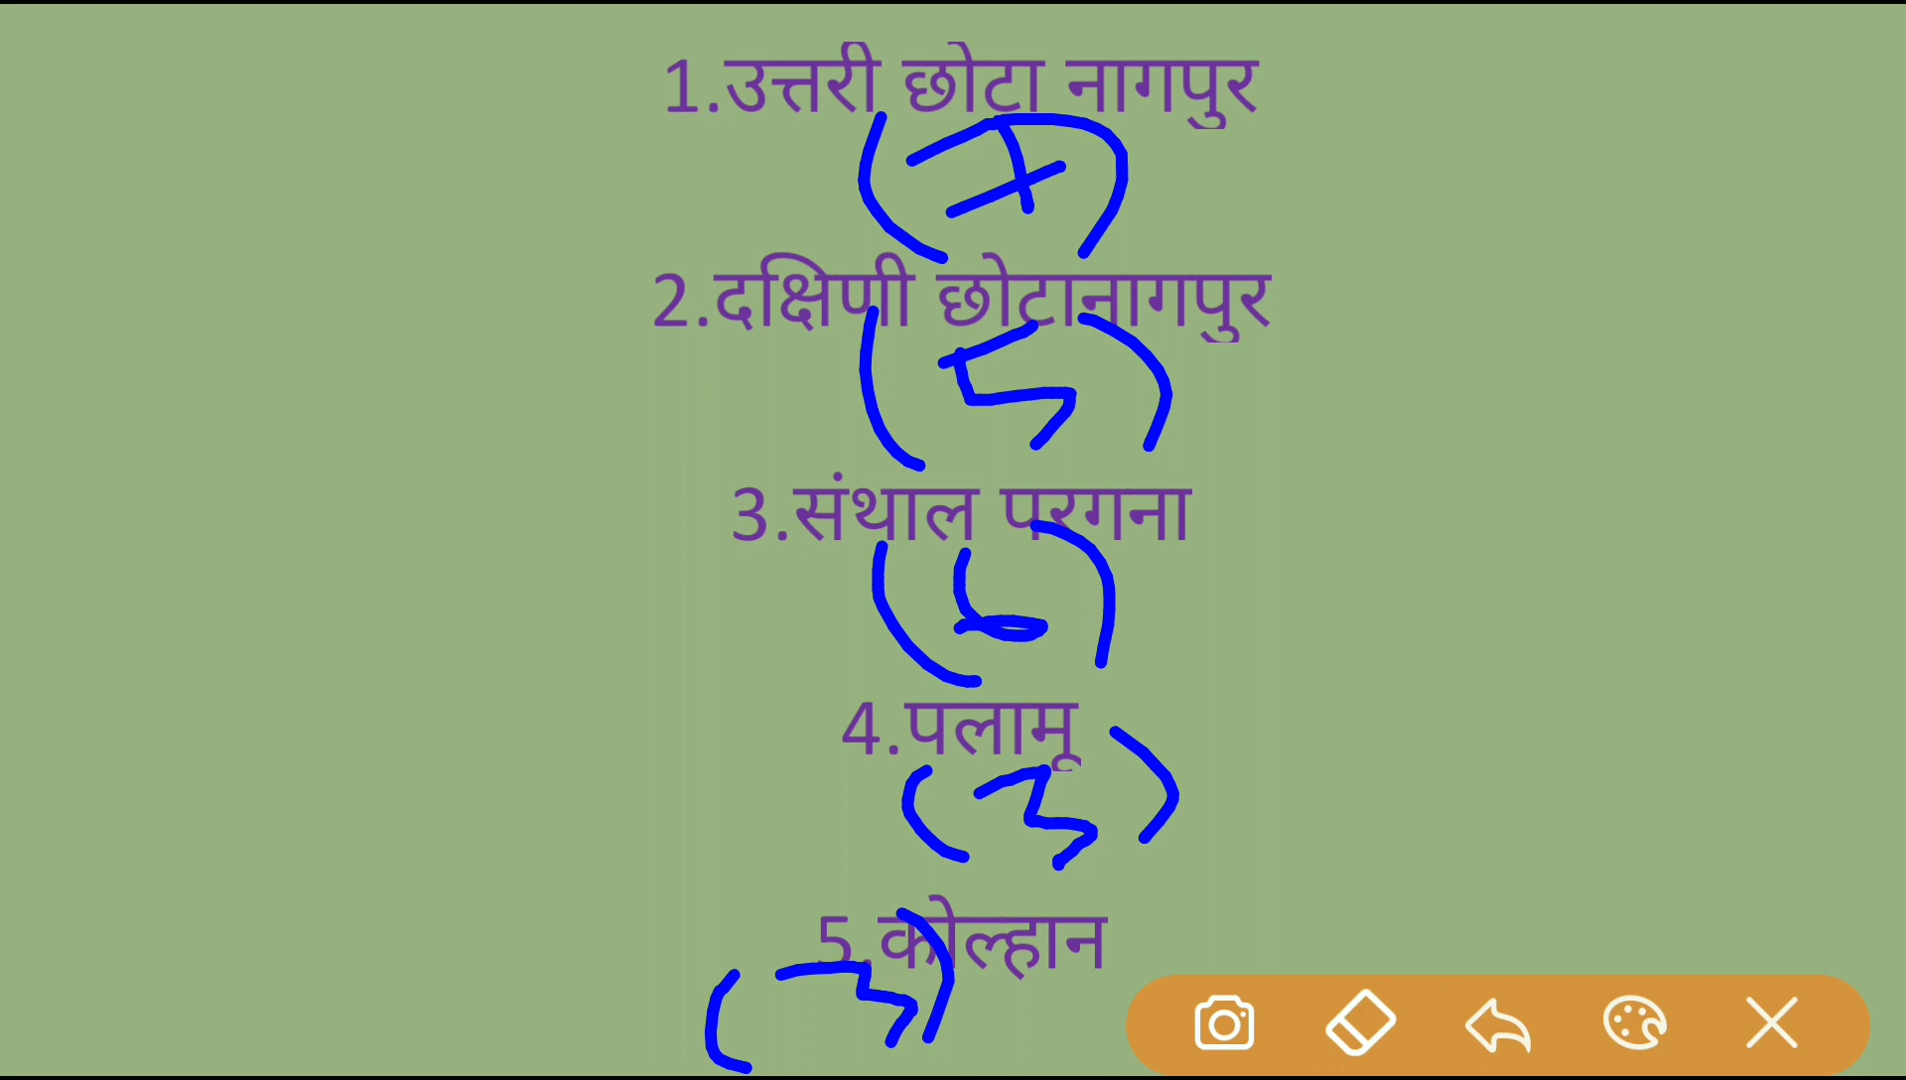 1.उत्तरी छोटा नागपुर
(7)
2.दक्षिणी छोटानागपुर
(5)
3.संथाल परगना
(6)
4.पलामू
(3)
5.कोल्हान
(3)